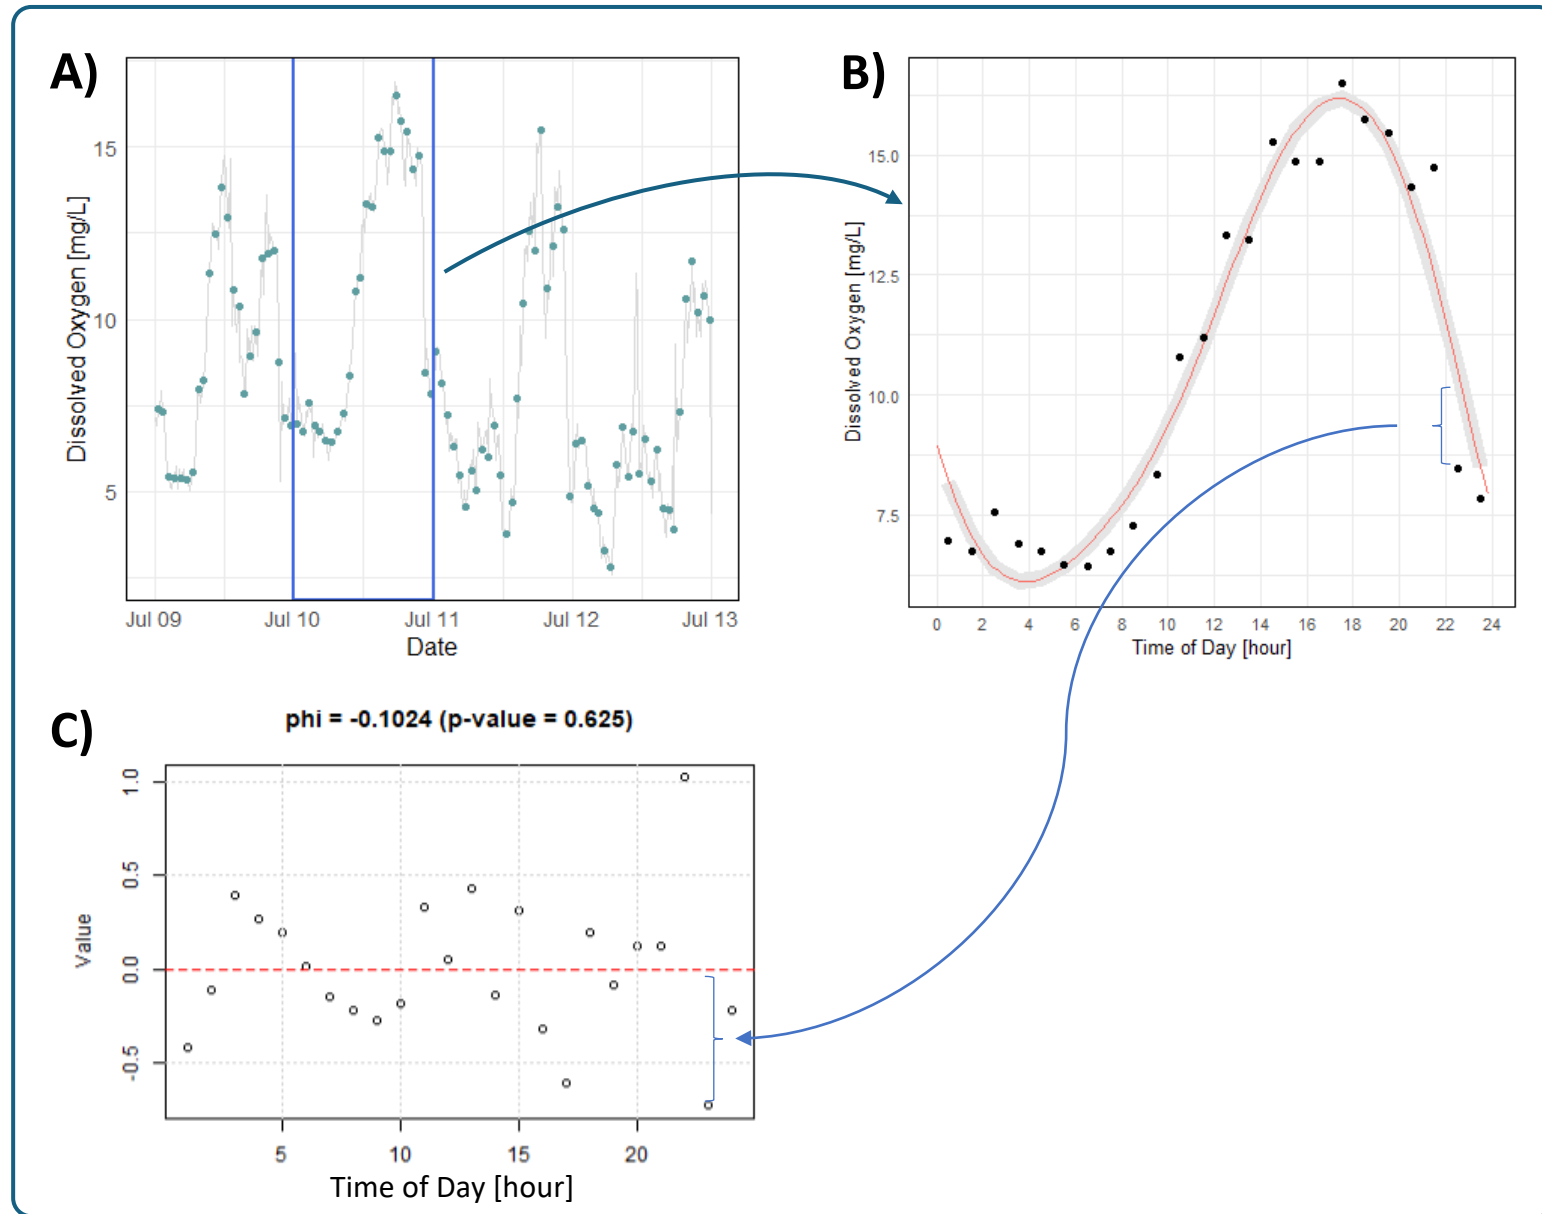 A)
15
10
5
Dissolved Oxygen [mg/L]
Jul 09 Jul 10 Jul 11 Jul 12 Jul 13
Date
B)
15.0
12.5
10.0
7.5
Dissolved Oxygen [mg/L]
0 2 4 6 8 10 12 14 16 18 20 22 24
Time of Day [hour]
C)
phi = -0.1024 (p-value = 0.625)
1.0
0.5
0.0
-0.5
Value
5 10 15 20
Time of Day [hour]